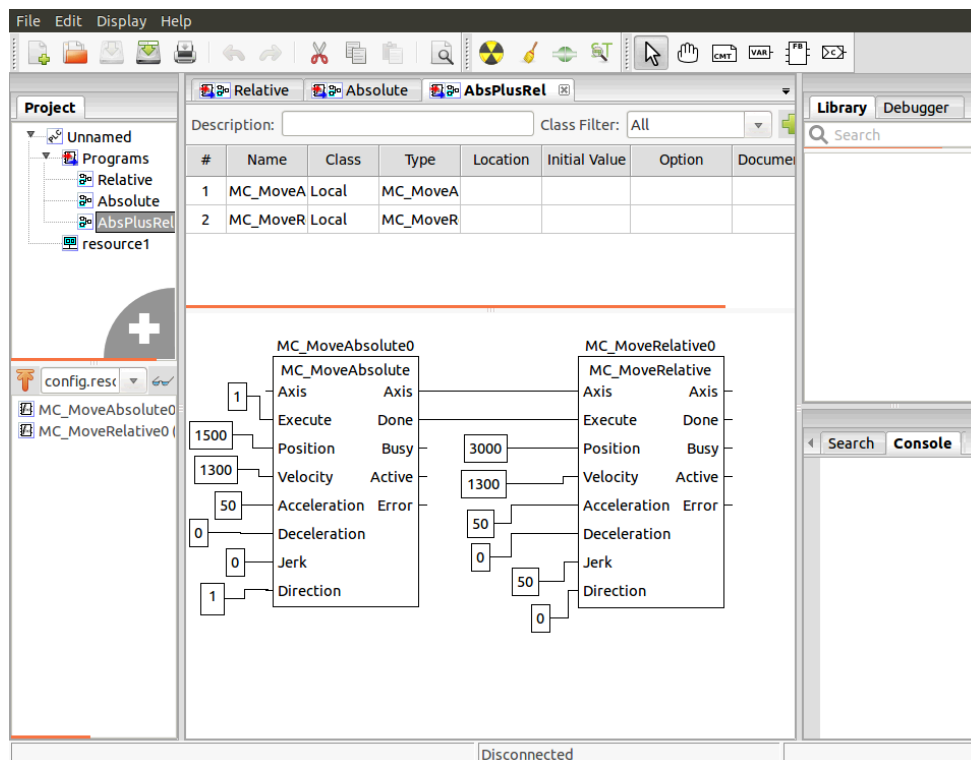 File Edit Display Help
CMT VAR FB >C>
Project
Unnamed
Programs
Relative
Absolute
AbsPlusRel
resource1
config.resc
MC_MoveAbsolute0
MC_MoveRelative0 (
Relative Absolute AbsPlusRel
Description: Class Filter: All
# Name Class Type Location Initial Value Option Documen
1 MC_MoveA Local MC_MoveA
2 MC_MoveR Local MC_MoveR
MC_MoveAbsolute0
MC_MoveAbsolute
Axis Axis
1
Execute Done
1500
Position Busy
1300
Velocity Active
50
Acceleration Error
0
Deceleration
0
Jerk
1
Direction
MC_MoveRelative0
MC_MoveRelative
Axis Axis
Execute Done
3000
Position Busy
1300
Velocity Active
50
Acceleration Error
0
Deceleration
50
Jerk
0
Direction
Library Debugger
Search
Search Console
Disconnected